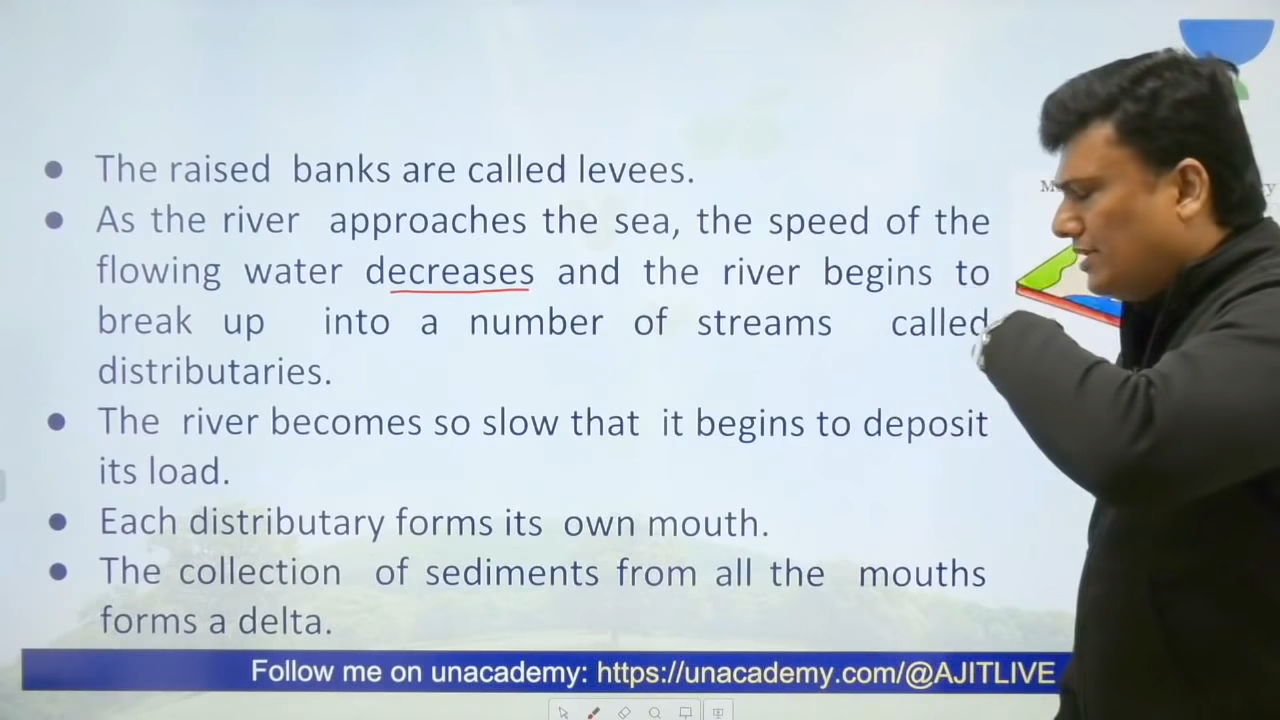 ● The raised banks are called levees.
● As the river approaches the sea, the speed of the
flowing water decreases and the river begins to
break up into a number of streams called
distributaries.
● The river becomes so slow that it begins to deposit
its load.
● Each distributary forms its own mouth.
● The collection of sediments from all the mouths
forms a delta.
Follow me on unacademy: https://unacademy.com/@AJITLIVE